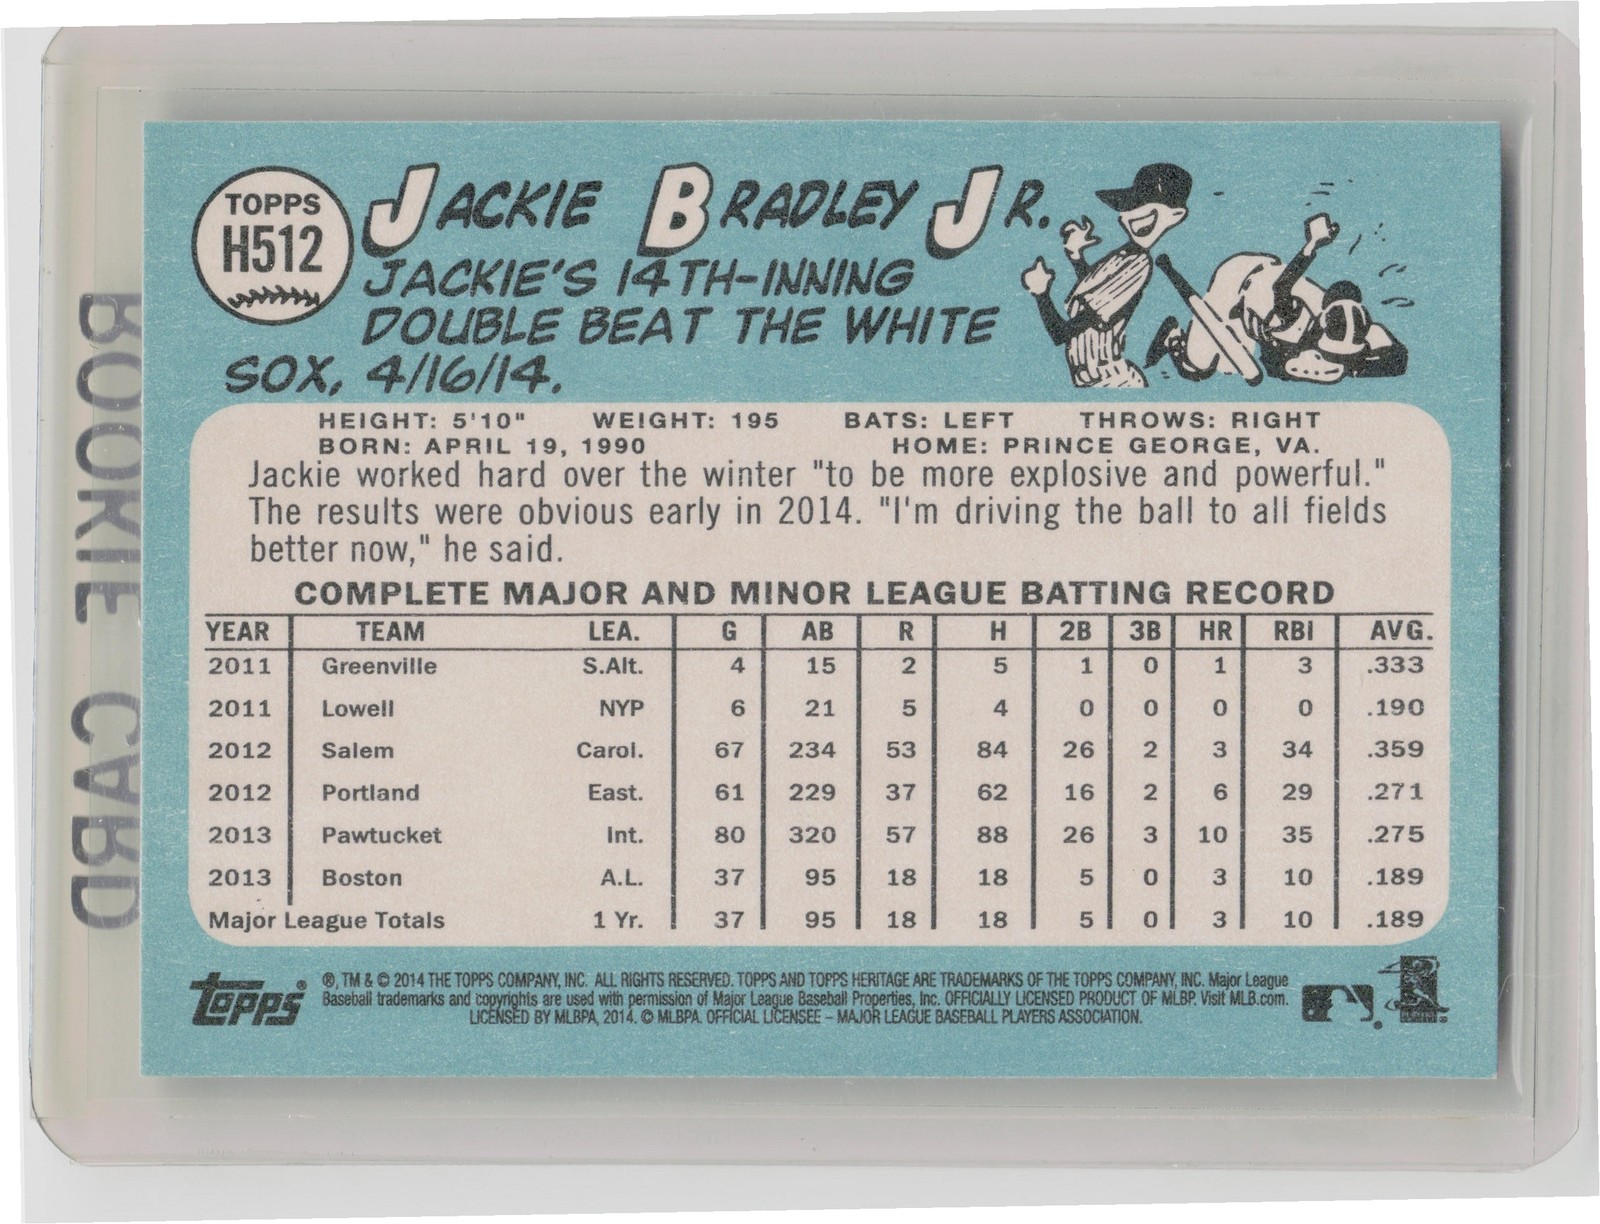 TOPPS
H512
JACKIE BRADLEY JR.
JACKIE'S 14TH-INNING
DOUBLE BEAT THE WHITE
SOX, 4/16/14.
HEIGHT: 5'10" WEIGHT: 195 BATS: LEFT THROWS: RIGHT
BORN: APRIL 19, 1990 HOME: PRINCE GEORGE, VA.
Jackie worked hard over the winter "to be more explosive and powerful."
The results were obvious early in 2014. "I'm driving the ball to all fields
better now," he said.
COMPLETE MAJOR AND MINOR LEAGUE BATTING RECORD
YEAR TEAM LEA. G AB R H 2B 3B HR RBI AVG.
2011 Greenville S.Alt. 4 15 2 5 1 0 1 3 .333
2011 Lowell NYP 6 21 5 4 0 0 0 0 .190
2012 Salem Carol. 67 234 53 84 26 2 3 34 .359
2012 Portland East. 61 229 37 62 16 2 6 29 .271
2013 Pawtucket Int. 80 320 57 88 26 3 10 35 .275
2013 Boston A.L. 37 95 18 18 5 0 3 10 .189
Major League Totals 1 Yr. 37 95 18 18 5 0 3 10 .189
topps®
®, TM & © 2014 THE TOPPS COMPANY, INC. ALL RIGHTS RESERVED. TOPPS AND TOPPS HERITAGE ARE TRADEMARKS OF THE TOPPS COMPANY, INC. Major League
Baseball trademarks and copyrights are used with permission of Major League Baseball Properties, Inc. OFFICIALLY LICENSED PRODUCT OF MLBP. Visit MLB.com.
LICENSED BY MLBPA, 2014. © MLBPA. OFFICIAL LICENSEE – MAJOR LEAGUE BASEBALL PLAYERS ASSOCIATION.
ROOKIE CARD